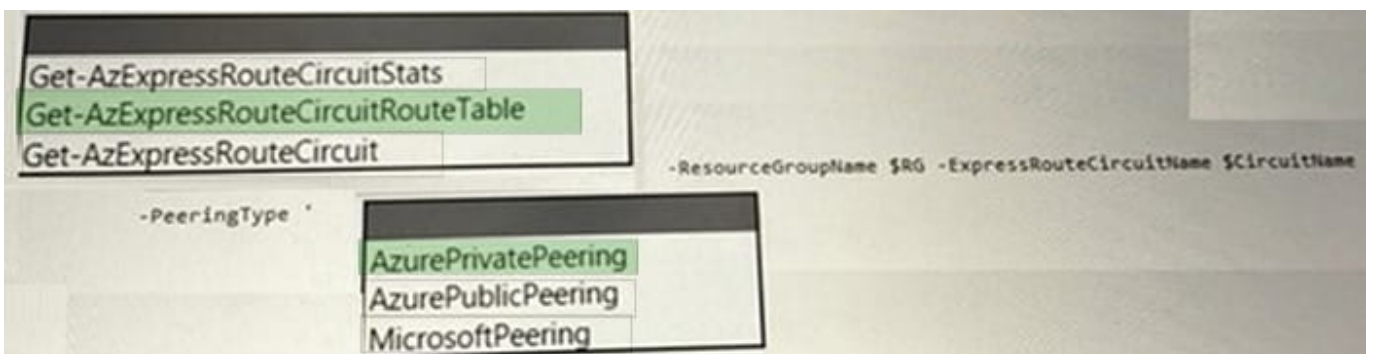 Get-AzExpressRouteCircuitStats
Get-AzExpressRouteCircuitRouteTable
Get-AzExpressRouteCircuit
-ResourceGroupName $RG -ExpressRouteCircuitName $CircuitName
-PeeringType '
AzurePrivatePeering
AzurePublicPeering
MicrosoftPeering